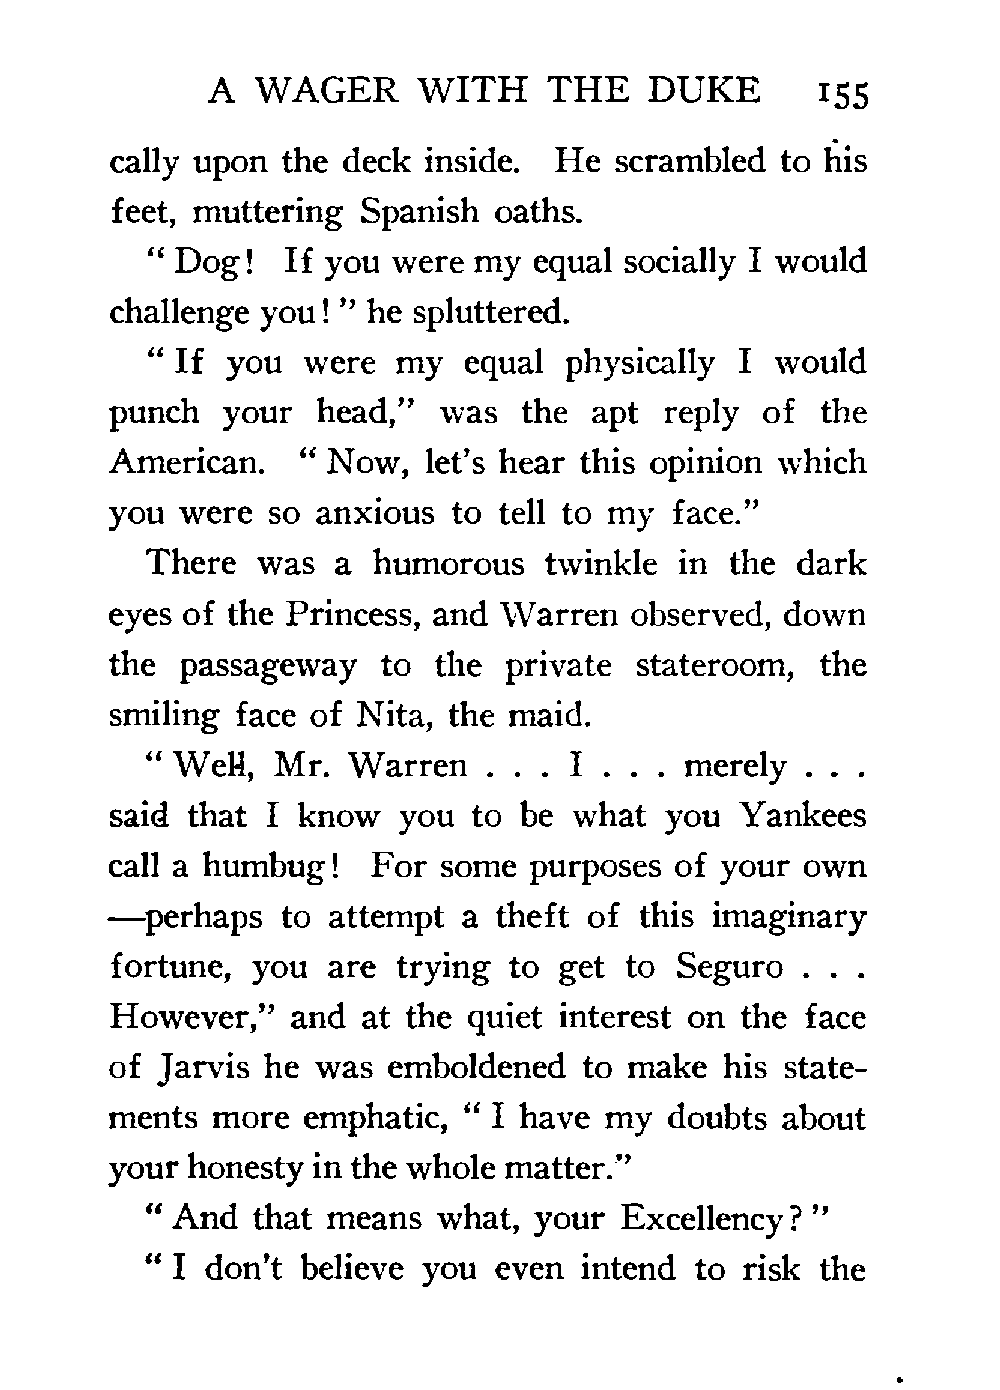 A WAGER WITH THE DUKE 155
cally upon the deck inside. He scrambled to his
feet, muttering Spanish oaths.
“ Dog! If you were my equal socially I would
challenge you! ” he spluttered.
“ If you were my equal physically I would
punch your head,” was the apt reply of the
American. “ Now, let’s hear this opinion which
you were so anxious to tell to my face.”
There was a humorous twinkle in the dark
eyes of the Princess, and Warren observed, down
the passageway to the private stateroom, the
smiling face of Nita, the maid.
“ Well, Mr. Warren . . . I . . . merely . . .
said that I know you to be what you Yankees
call a humbug! For some purposes of your own
—perhaps to attempt a theft of this imaginary
fortune, you are trying to get to Seguro . . .
However,” and at the quiet interest on the face
of Jarvis he was emboldened to make his state-
ments more emphatic, “ I have my doubts about
your honesty in the whole matter.”
“ And that means what, your Excellency? ”
“ I don’t believe you even intend to risk the